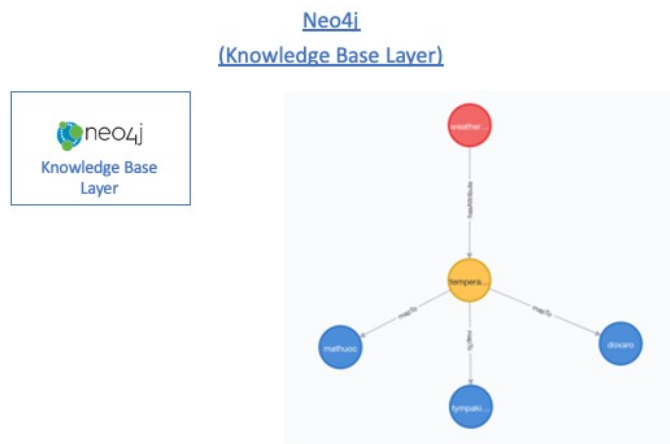 Neo4j
(Knowledge Base Layer)
neo4j
Knowledge Base
Layer
weather...
hasAttribute
tempera...
mapTo
mapTo
mapTo
mathuoc
doxaro
tympaki...